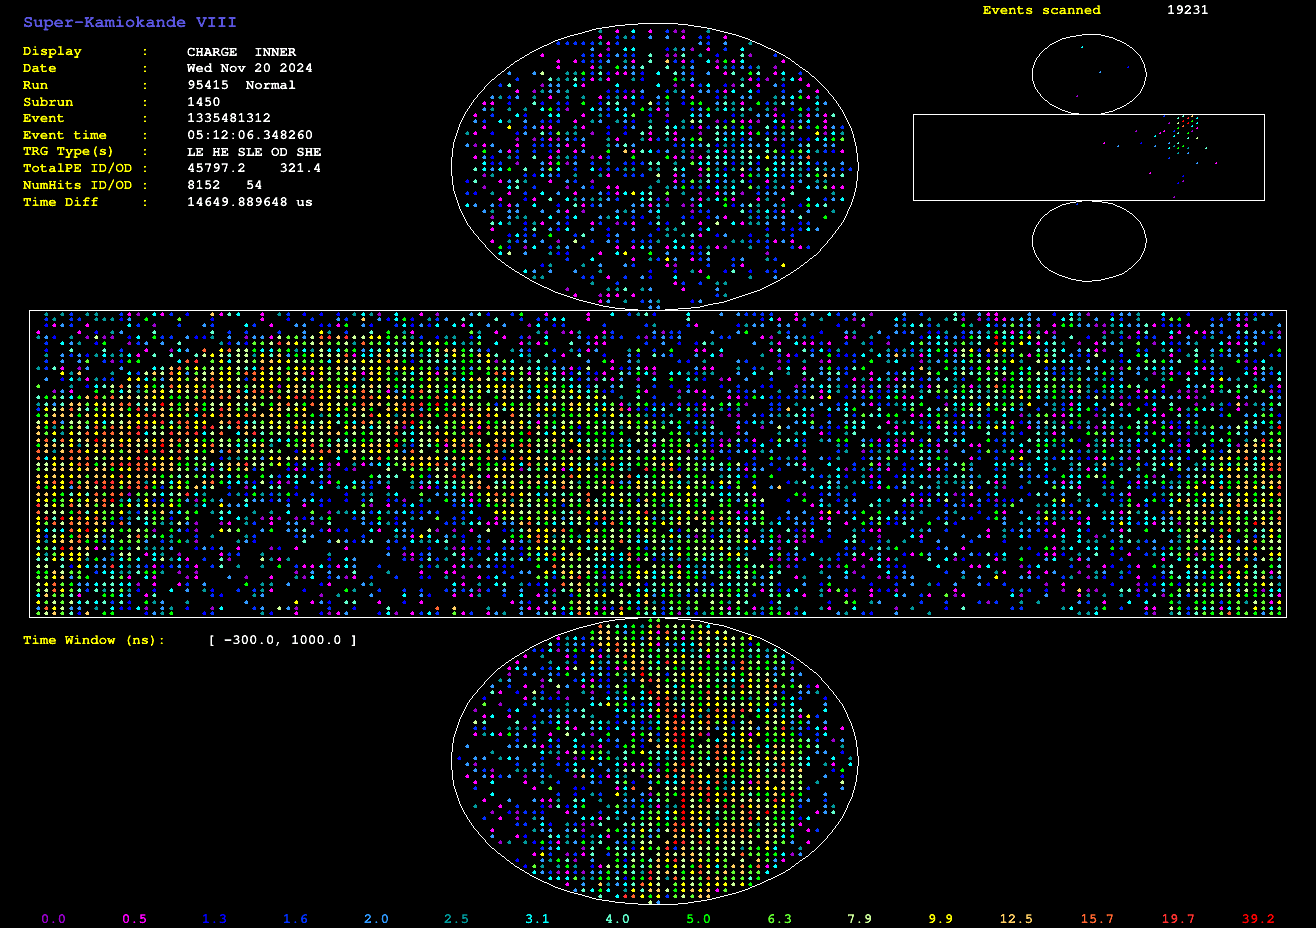 Super-Kamiokande VIII
Events scanned 19231
Display : CHARGE INNER
Date : Wed Nov 20 2024
Run : 95415 Normal
Subrun : 1450
Event : 1335481312
Event time : 05:12:06.348260
TRG Type(s) : LE HE SLE OD SHE
TotalPE ID/OD : 45797.2 321.4
NumHits ID/OD : 8152 54
Time Diff : 14649.889648 us
Time Window (ns): [ -300.0, 1000.0 ]
0.0 0.5 1.3 1.6 2.0 2.5 3.1 4.0 5.0 6.3 7.9 9.9 12.5 15.7 19.7 39.2